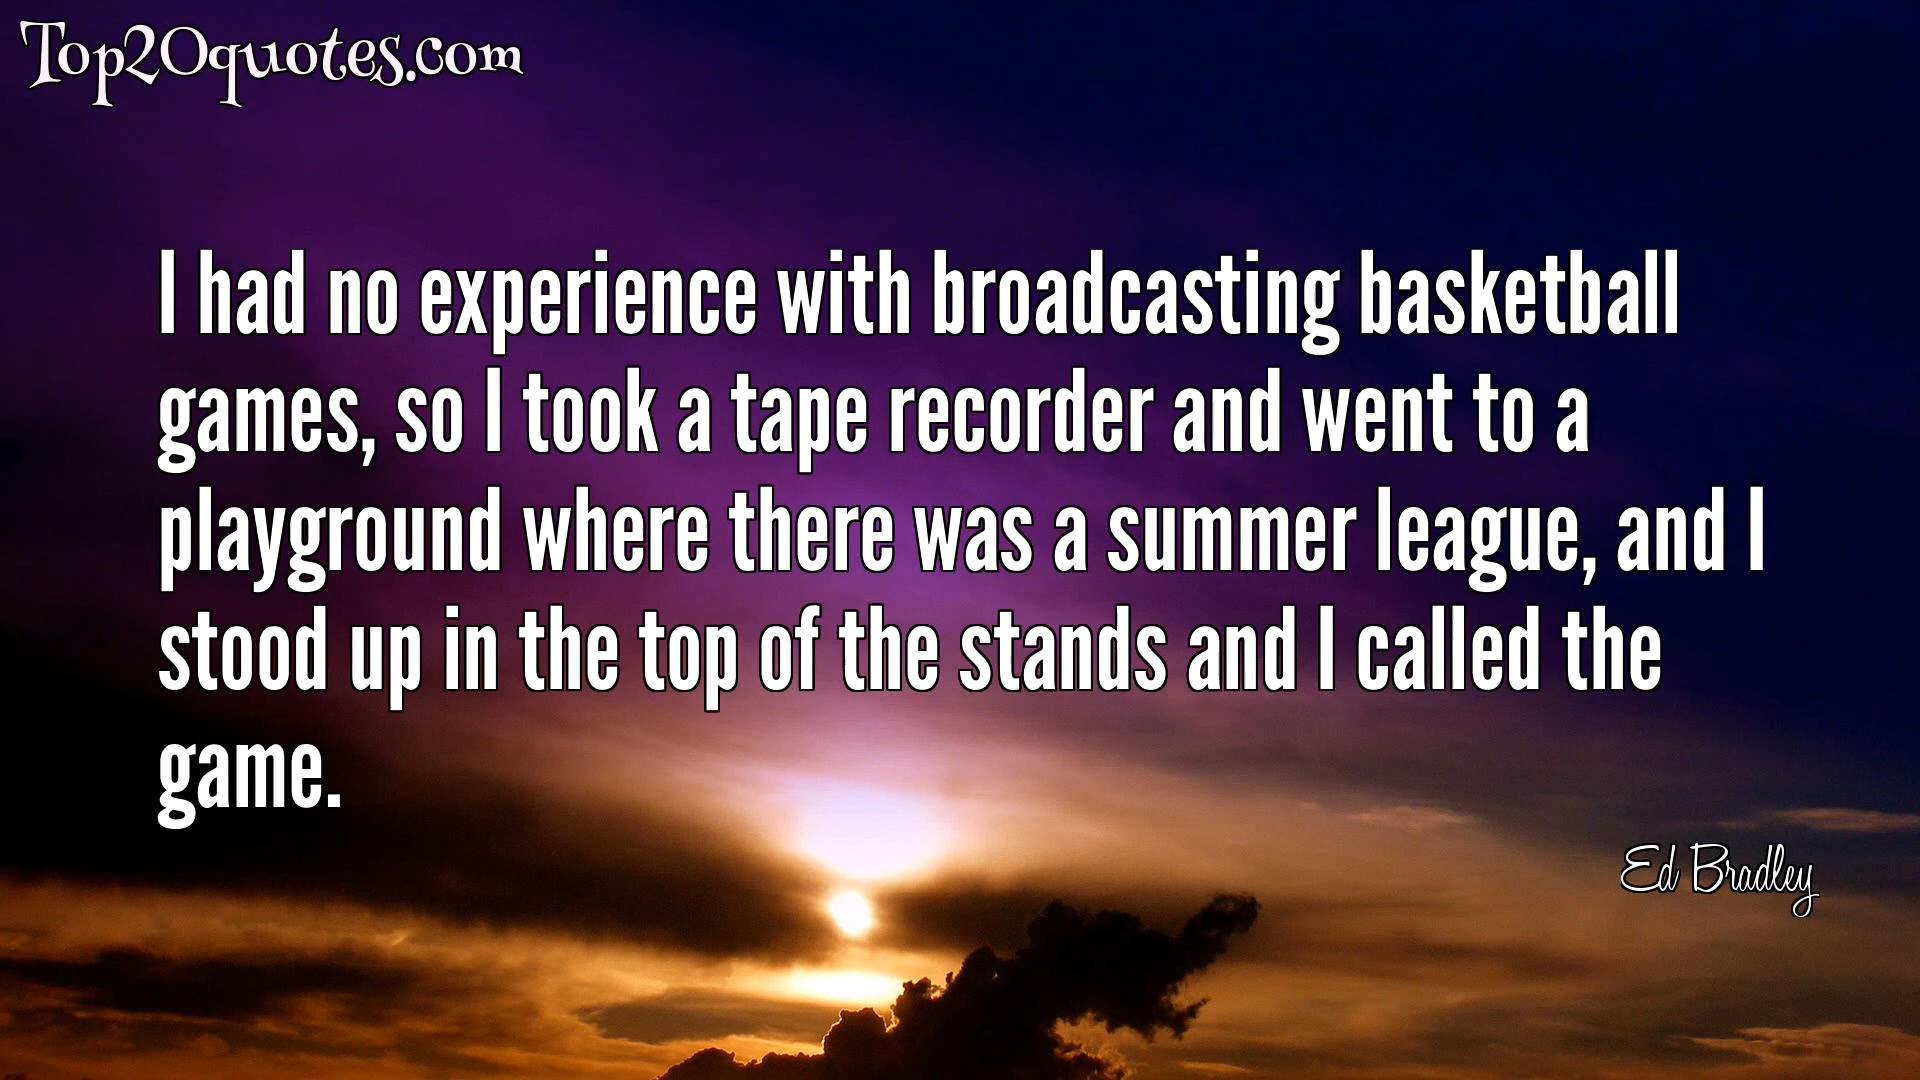 Top20quotes.com
I had no experience with broadcasting basketball
games, so I took a tape recorder and went to a
playground where there was a summer league, and I
stood up in the top of the stands and I called the
game.
Ed Bradley